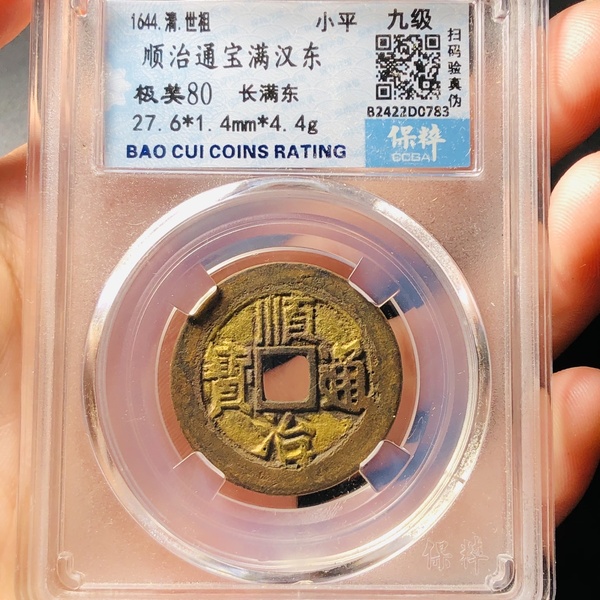 1644.清.世祖 小平 九级
顺治通宝满汉东
极美80 长满东
27.6*1.4mm*4.4g
BAO CUI COINS RATING
扫码验真伪
B2422D0783
保粹
GCGA
順治通寶
保粹